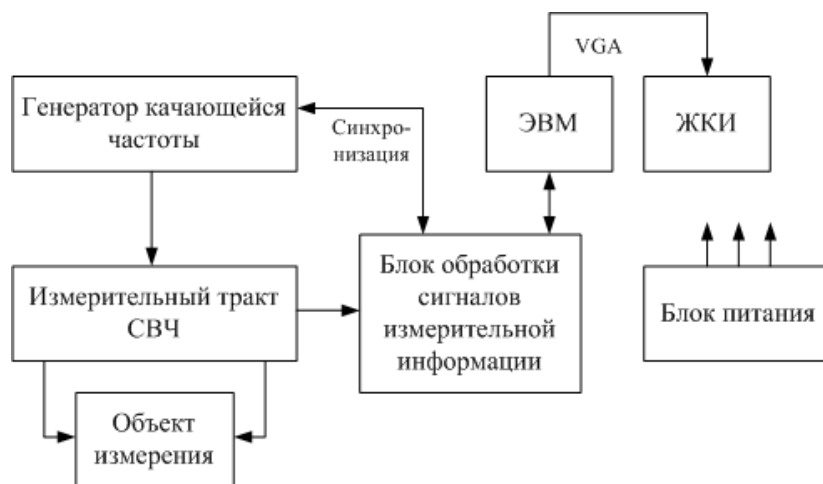 VGA
Генератор качающейся
частоты
Синхро-
низация
ЭВМ
ЖКИ
Измерительный тракт
СВЧ
Блок обработки
сигналов
измерительной
информации
Блок питания
Объект
измерения